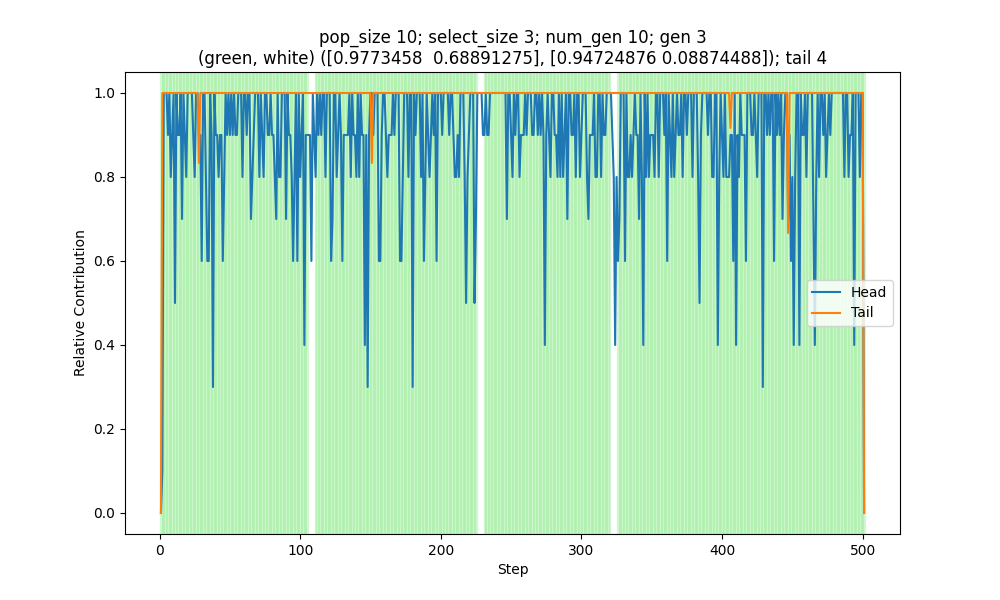 pop_size 10; select_size 3; num_gen 10; gen 3
(green, white) ([0.9773458  0.68891275], [0.94724876 0.08874488]); tail 4
Relative Contribution
1.0
0.8
0.6
0.4
0.2
0.0
Head
Tail
0
100
200
300
400
500
Step